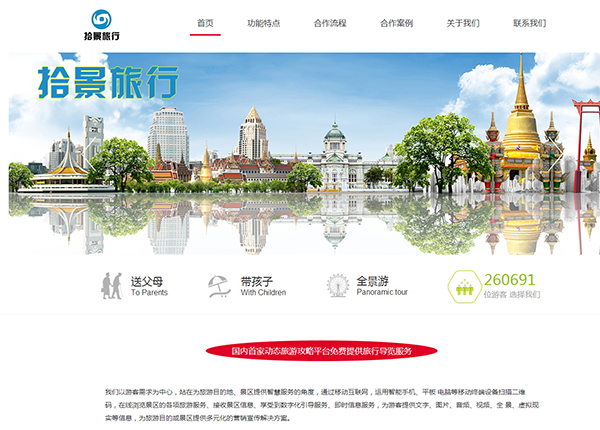 拾景旅行
首页 功能特点 合作流程 合作案例 关于我们 联系我们
拾景旅行
送父母 带孩子 全景游 260691
To Parents With Children Panoramic tour 位游客 选择我们
国内首家动态旅游攻略平台免费提供旅行导览服务
我们以游客需求为中心，站在为旅游目的地、景区提供智慧服务的角度，通过移动互联网，运用智能手机、平板 电脑等移动终端设备扫描二维
码，在线浏览景区的各项旅游服务、接收景区信息、享受到数字化引导服务、即时信息服务，为游客提供文字、图片、音频、视频、全 景、虚拟现
实等信息，为旅游目的或景区提供多元化的营销宣传解决方案。